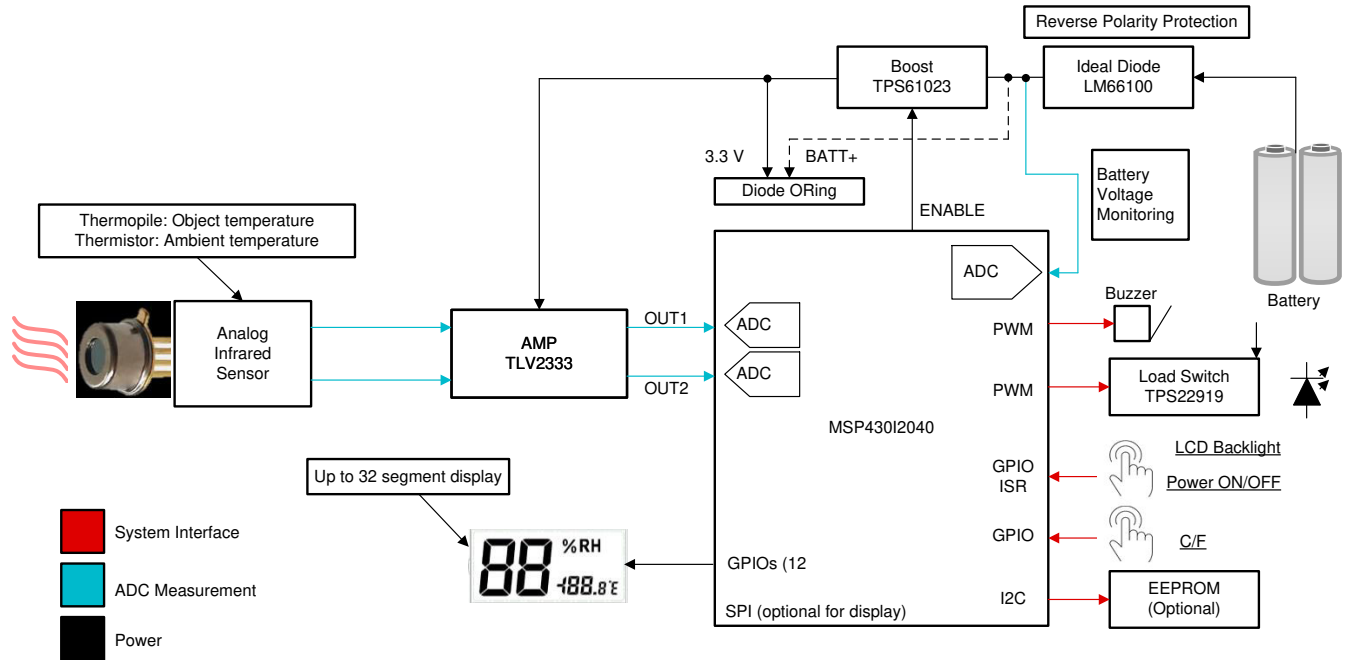 Reverse Polarity Protection
Boost
TPS61023
Ideal Diode
LM66100
3.3 V
BATT+
Diode ORing
Battery
Voltage
Monitoring
ENABLE
Thermopile: Object temperature
Thermistor: Ambient temperature
ADC
Battery
Buzzer
Analog
Infrared
Sensor
AMP
TLV2333
OUT1
OUT2
ADC
ADC
PWM
PWM
Load Switch
TPS22919
MSP430I2040
GPIO
ISR
LCD Backlight
Power ON/OFF
Up to 32 segment display
GPIO
C/F
System Interface
ADC Measurement
Power
88 %RH
-188.8°E
GPIOs (12
SPI (optional for display)
I2C
EEPROM
(Optional)